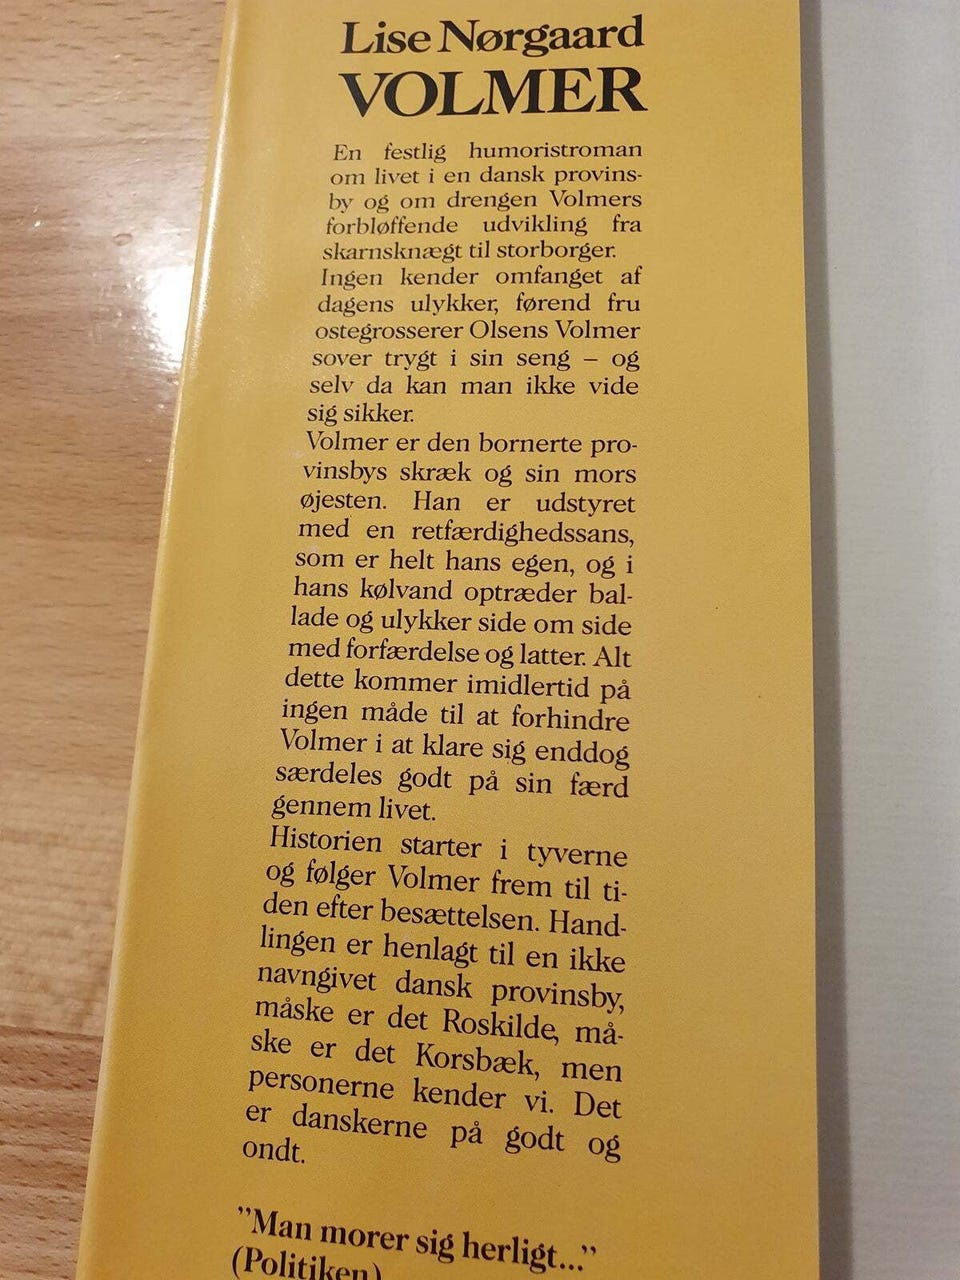 Lise Nørgaard
VOLMER
En festlig humoristroman
om livet i en dansk provins-
by og om drengen Volmers
forbløffende udvikling fra
skarnsknægt til storborger.
Ingen kender omfanget af
dagens ulykker, førend fru
ostegrosserer Olsens Volmer
sover trygt i sin seng – og
selv da kan man ikke vide
sig sikker.
Volmer er den bornerte pro-
vinsbys skræk og sin mors
øjesten. Han er udstyret
med en retfærdighedssans,
som er helt hans egen, og i
hans kølvand optræder bal-
lade og ulykker side om side
med forfærdelse og latter. Alt
dette kommer imidlertid på
ingen måde til at forhindre
Volmer i at klare sig enddog
særdeles godt på sin færd
gennem livet.
Historien starter i tyverne
og følger Volmer frem til ti-
den efter besættelsen. Hand-
lingen er henlagt til en ikke
navngivet dansk provinsby,
måske er det Roskilde, må-
ske er det Korsbæk, men
personerne kender vi. Det
er danskerne på godt og
ondt.
”Man morer sig herligt...”
(Politiken)